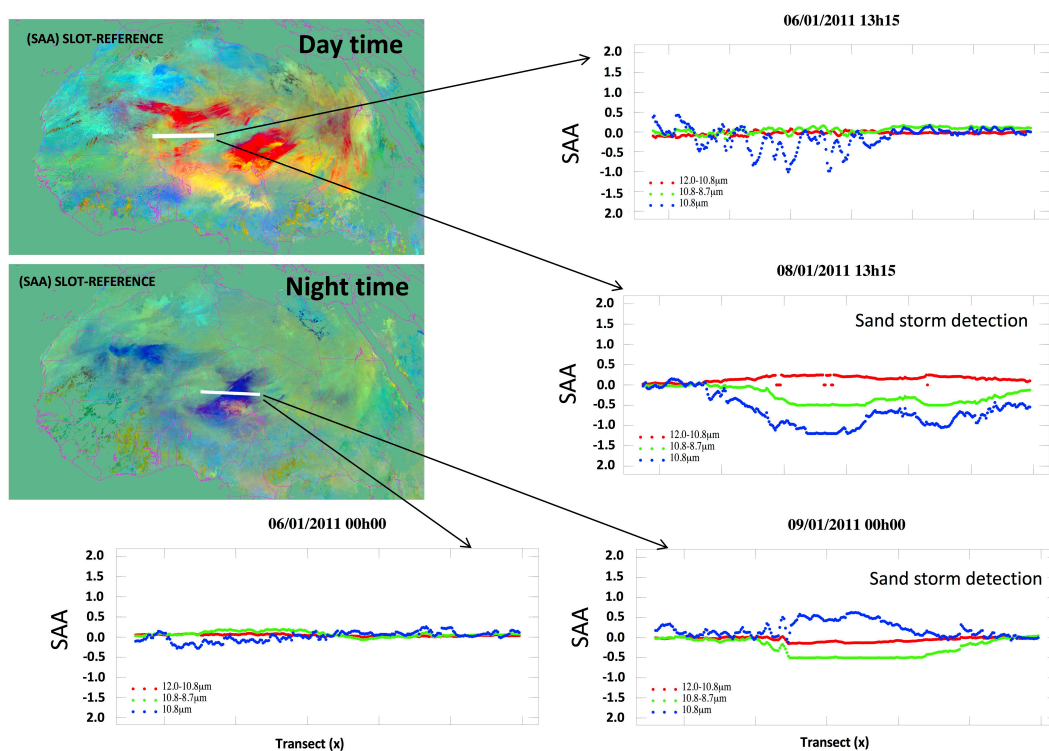 (SAA) SLOT-REFERENCE
Day time
06/01/2011 13h15
SAA
2.0
1.5
1.0
0.5
0.0
0.5
-1.0
-1.5
2.0
12.0-10.8µm
10.8-8.7µm
10.8µm
(SAA) SLOT-REFERENCE
Night time
08/01/2011 13h15
Sand storm detection
SAA
2.0
1.5
1.0
0.5
0.0
-0.5
-1.0
-1.5
2.0
12.0-10.8µm
10.8-8.7µm
10.8µm
06/01/2011 00h00
SAA
2.0
1.5
1.0
0.5
0.0
-0.5
-1.0
-1.5
2.0
12.0-10.8µm
10.8-8.7µm
10.8µm
Transect (x)
09/01/2011 00h00
Sand storm detection
SAA
2.0
1.5
1.0
0.5
0.0
-0.5
-1.0
-1.5
2.0
12.0-10.8µm
10.8-8.7µm
10.8µm
Transect (x)